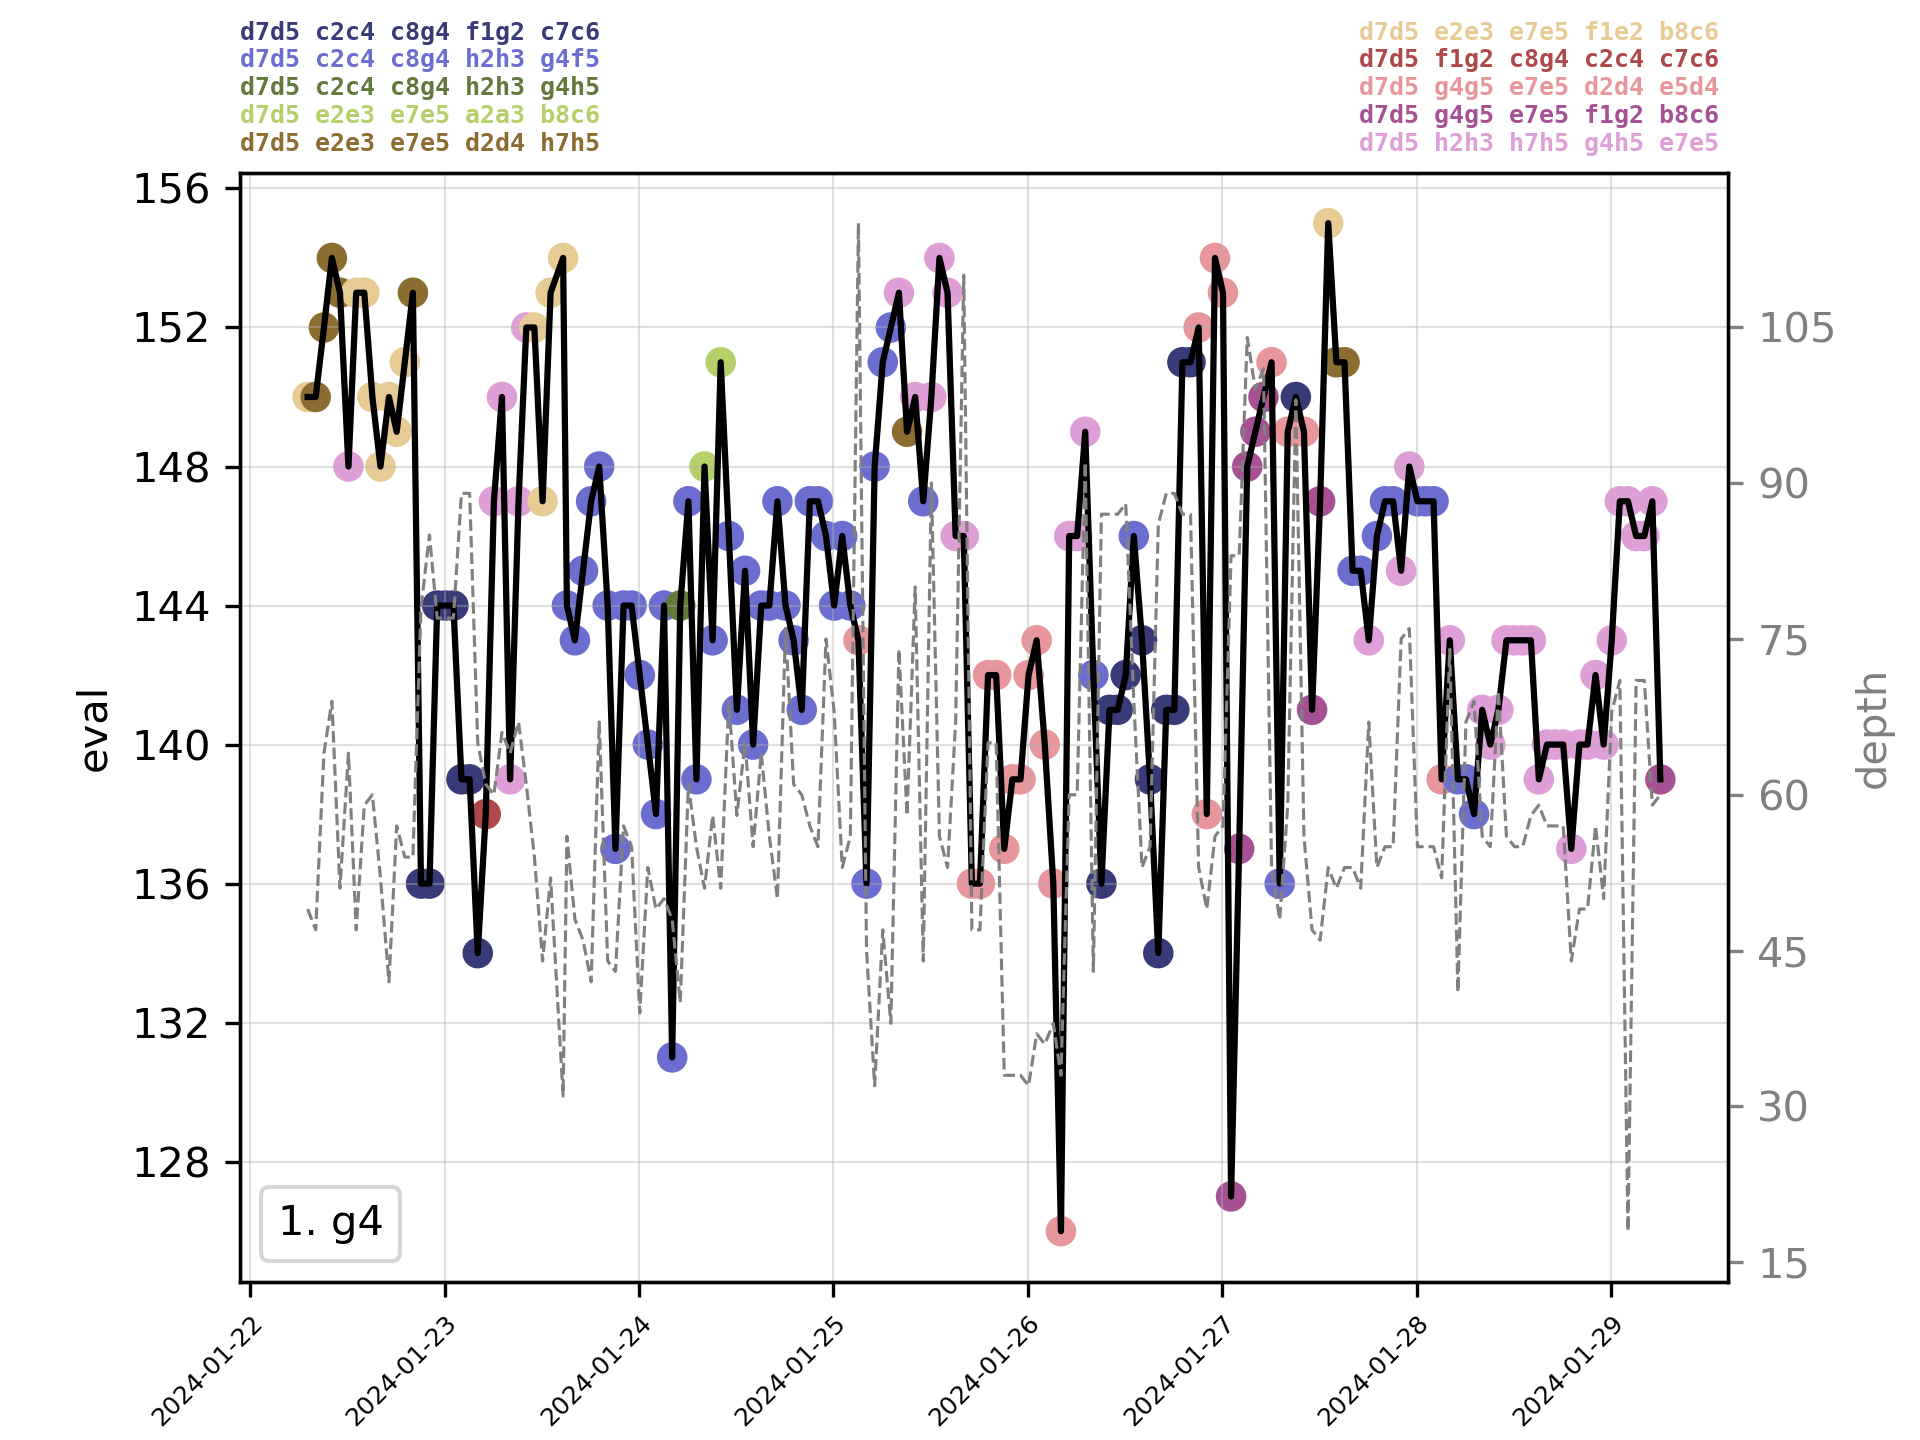 d7d5 c2c4 c8g4 f1g2 c7c6
d7d5 c2c4 c8g4 h2h3 g4f5
d7d5 c2c4 c8g4 h2h3 g4h5
d7d5 e2e3 e7e5 a2a3 b8c6
d7d5 e2e3 e7e5 d2d4 h7h5
d7d5 e2e3 e7e5 f1e2 b8c6
d7d5 f1g2 c8g4 c2c4 c7c6
d7d5 g4g5 e7e5 d2d4 e5d4
d7d5 g4g5 e7e5 f1g2 b8c6
d7d5 h2h3 h7h5 g4h5 e7e5
156
152
148
144
140
136
132
128
eval
105
90
75
60
45
30
15
depth
1. g4
2024-01-22
2024-01-23
2024-01-24
2024-01-25
2024-01-26
2024-01-27
2024-01-28
2024-01-29